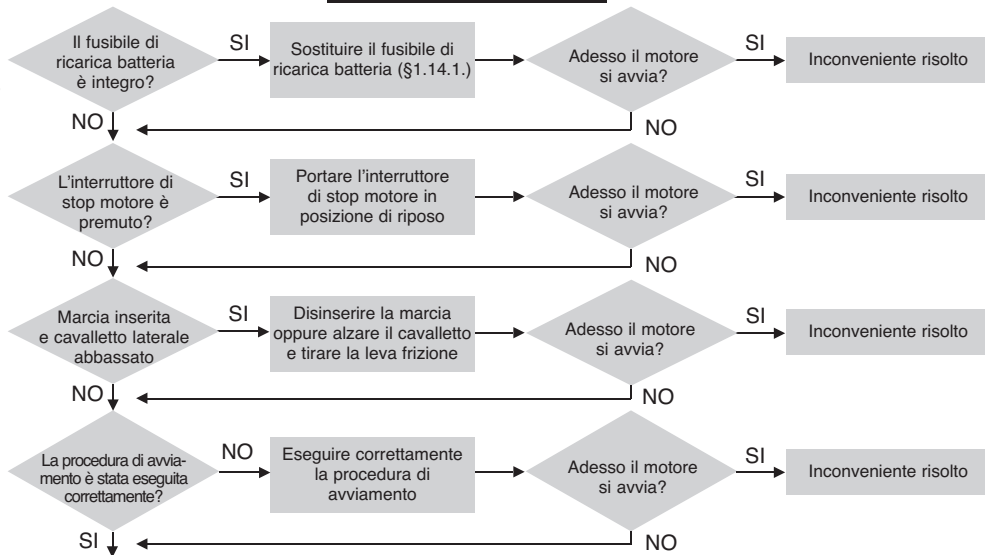 Il fusibile di
ricarica batteria
è integro?
SI
Sostituire il fusibile di
ricarica batteria (§1.14.1.)
Adesso il motore
si avvia?
SI
Inconveniente risolto
NO
NO
L’interruttore di
stop motore è
premuto?
SI
Portare l’interruttore
di stop motore in
posizione di riposo
Adesso il motore
si avvia?
SI
Inconveniente risolto
NO
NO
Marcia inserita
e cavalletto laterale
abbassato
SI
Disinserire la marcia
oppure alzare il cavalletto
e tirare la leva frizione
Adesso il motore
si avvia?
SI
Inconveniente risolto
NO
NO
La procedura di avvia-
mento è stata eseguita
correttamente?
NO
Eseguire correttamente
la procedura di
avviamento
Adesso il motore
si avvia?
SI
Inconveniente risolto
SI
NO